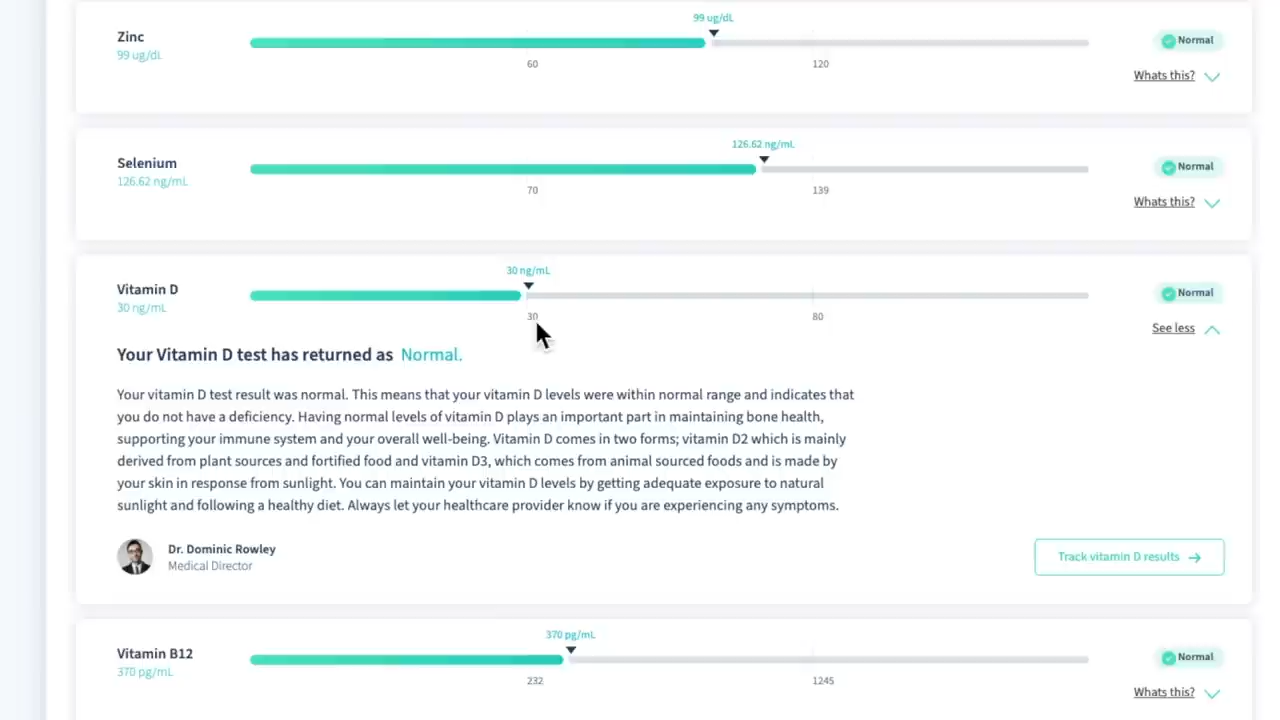 99 ug/dL
Zinc
99 ug/dL
60
120
Normal
Whats this?
126.62 ng/mL
Selenium
126.62 ng/mL
70
139
Normal
Whats this?
30 ng/mL
Vitamin D
30 ng/mL
30
80
Normal
See less
Your Vitamin D test has returned as Normal.
Your vitamin D test result was normal. This means that your vitamin D levels were within normal range and indicates that
you do not have a deficiency. Having normal levels of vitamin D plays an important part in maintaining bone health,
supporting your immune system and your overall well-being. Vitamin D comes in two forms; vitamin D2 which is mainly
derived from plant sources and fortified food and vitamin D3, which comes from animal sourced foods and is made by
your skin in response from sunlight. You can maintain your vitamin D levels by getting adequate exposure to natural
sunlight and following a healthy diet. Always let your healthcare provider know if you are experiencing any symptoms.
Dr. Dominic Rowley
Medical Director
Track vitamin D results
370 pg/mL
Vitamin B12
370 pg/mL
232
1245
Normal
Whats this?